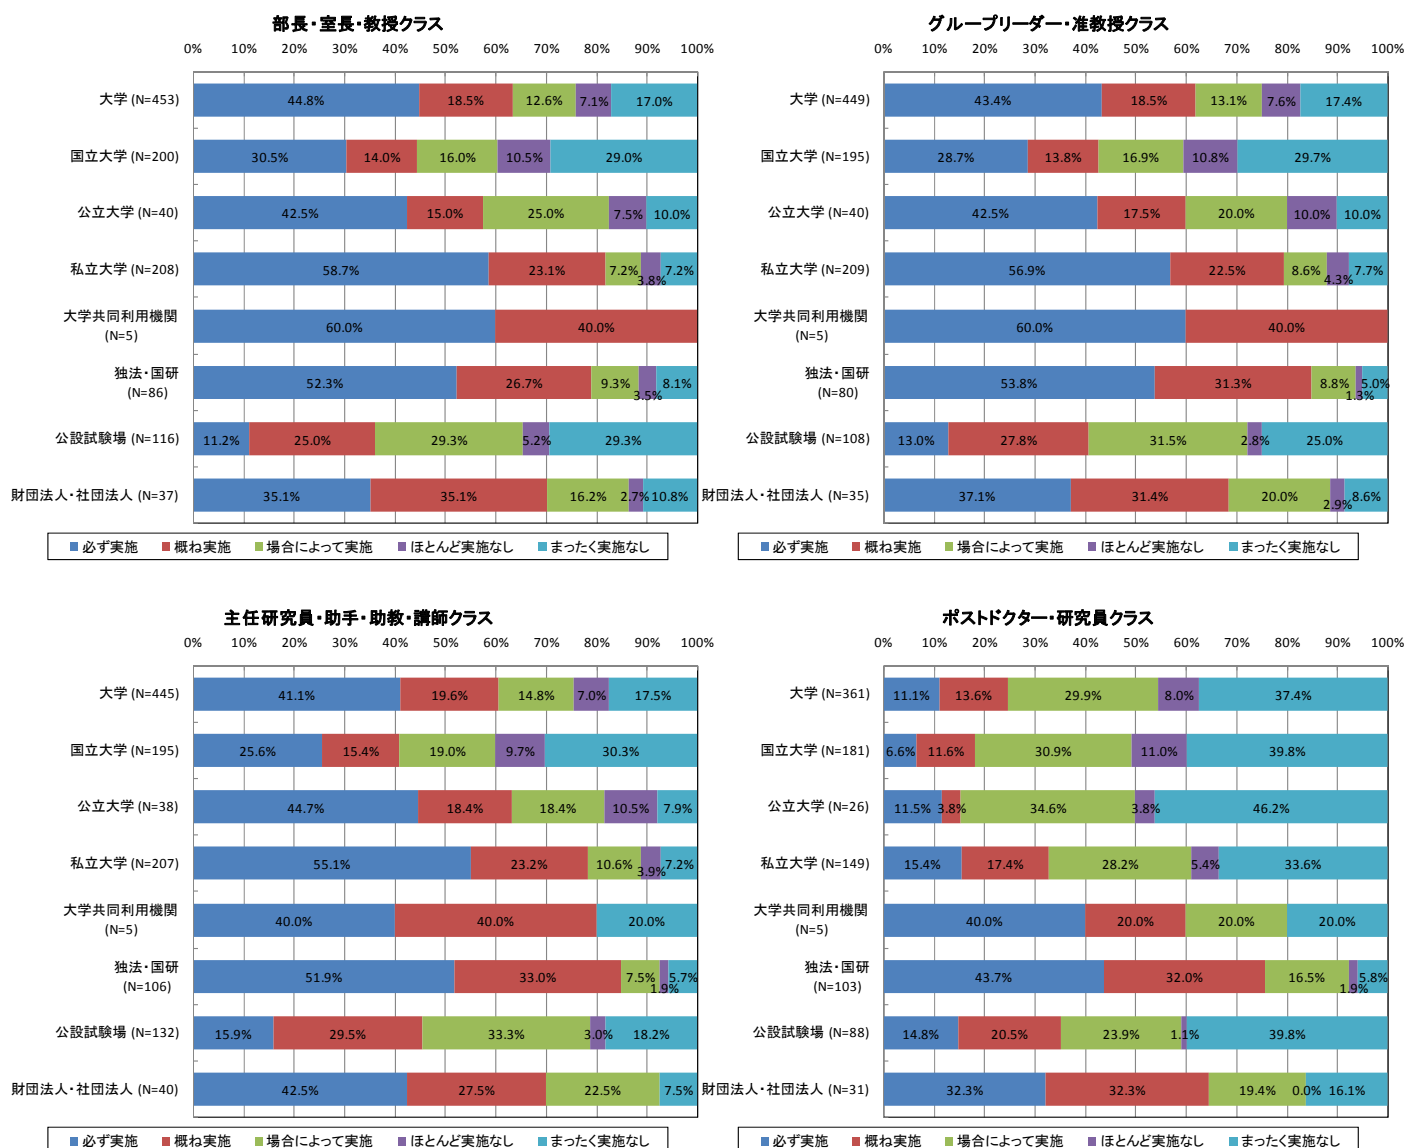 部長・室長・教授クラス
0% 10% 20% 30% 40% 50% 60% 70% 80% 90% 100%
大学 (N=453) 44.8% 18.5% 12.6% 7.1% 17.0%
国立大学 (N=200) 30.5% 14.0% 16.0% 10.5% 29.0%
公立大学 (N=40) 42.5% 15.0% 25.0% 7.5% 10.0%
私立大学 (N=208) 58.7% 23.1% 7.2% 3.8% 7.2%
大学共同利用機関
(N=5) 60.0% 40.0%
独法・国研
(N=86) 52.3% 26.7% 9.3% 3.5% 8.1%
公設試験場 (N=116) 11.2% 25.0% 29.3% 5.2% 29.3%
財団法人・社団法人 (N=37) 35.1% 35.1% 16.2% 2.7% 10.8%
必ず実施 概ね実施 場合によって実施 ほとんど実施なし まったく実施なし
グループリーダー・准教授クラス
0% 10% 20% 30% 40% 50% 60% 70% 80% 90% 100%
大学 (N=449) 43.4% 18.5% 13.1% 7.6% 17.4%
国立大学 (N=195) 28.7% 13.8% 16.9% 10.8% 29.7%
公立大学 (N=40) 42.5% 17.5% 20.0% 10.0% 10.0%
私立大学 (N=209) 56.9% 22.5% 8.6% 4.3% 7.7%
大学共同利用機関
(N=5) 60.0% 40.0%
独法・国研
(N=80) 53.8% 31.3% 8.8% 1.3% 5.0%
公設試験場 (N=108) 13.0% 27.8% 31.5% 2.8% 25.0%
財団法人・社団法人 (N=35) 37.1% 31.4% 20.0% 2.9% 8.6%
必ず実施 概ね実施 場合によって実施 ほとんど実施なし まったく実施なし
主任研究員・助手・助教・講師クラス
0% 10% 20% 30% 40% 50% 60% 70% 80% 90% 100%
大学 (N=445) 41.1% 19.6% 14.8% 7.0% 17.5%
国立大学 (N=195) 25.6% 15.4% 19.0% 9.7% 30.3%
公立大学 (N=38) 44.7% 18.4% 18.4% 10.5% 7.9%
私立大学 (N=207) 55.1% 23.2% 10.6% 3.9% 7.2%
大学共同利用機関
(N=5) 40.0% 40.0% 20.0%
独法・国研
(N=106) 51.9% 33.0% 7.5% 1.9% 5.7%
公設試験場 (N=132) 15.9% 29.5% 33.3% 3.0% 18.2%
財団法人・社団法人 (N=40) 42.5% 27.5% 22.5% 7.5%
必ず実施 概ね実施 場合によって実施 ほとんど実施なし まったく実施なし
ポストドクター・研究員クラス
0% 10% 20% 30% 40% 50% 60% 70% 80% 90% 100%
大学 (N=361) 11.1% 13.6% 29.9% 8.0% 37.4%
国立大学 (N=181) 6.6% 11.6% 30.9% 11.0% 39.8%
公立大学 (N=26) 11.5% 3.8% 34.6% 3.8% 46.2%
私立大学 (N=149) 15.4% 17.4% 28.2% 5.4% 33.6%
大学共同利用機関
(N=5) 40.0% 20.0% 20.0% 20.0%
独法・国研
(N=103) 43.7% 32.0% 16.5% 1.9% 5.8%
公設試験場 (N=88) 14.8% 20.5% 23.9% 1.1% 39.8%
財団法人・社団法人 (N=31) 32.3% 32.3% 19.4% 0.0% 16.1%
必ず実施 概ね実施 場合によって実施 ほとんど実施なし まったく実施なし